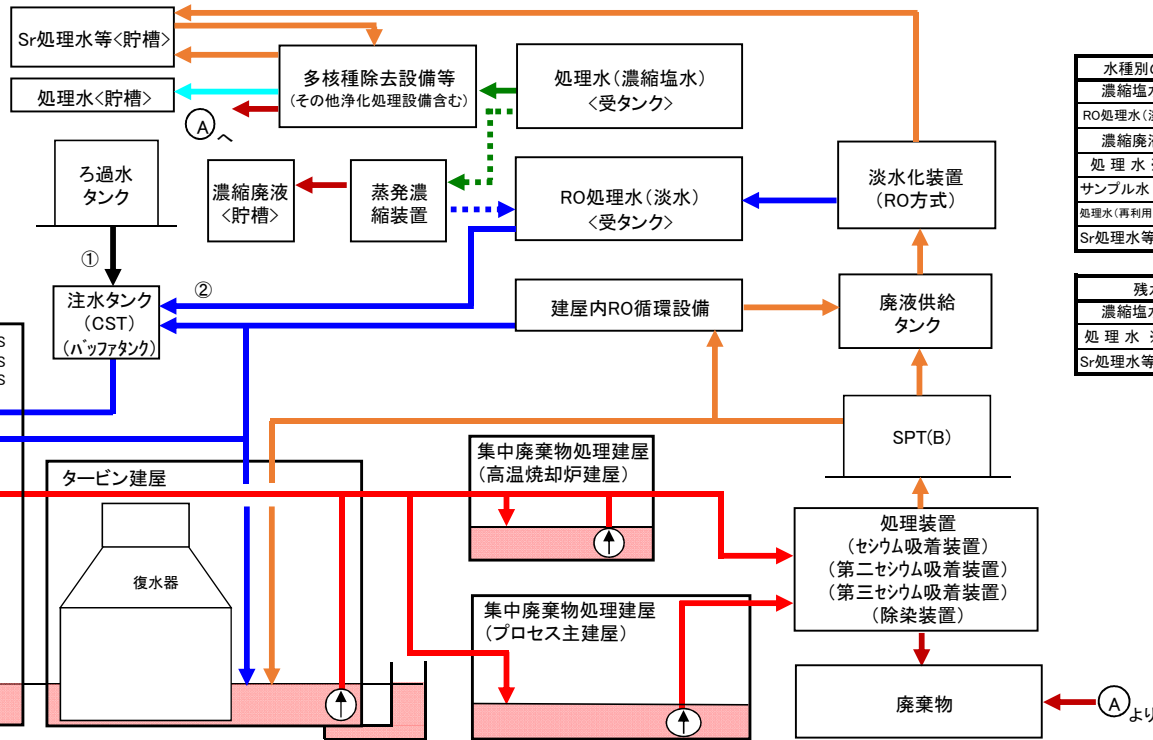 Sr処理水等<貯槽>
処理水<貯槽>
多核種除去設備等
(その他浄化処理設備含む)
Aへ
処理水(濃縮塩水)
<受タンク>
ろ過水
タンク
濃縮廃液
<貯槽>
蒸発濃
縮装置
RO処理水(淡水)
<受タンク>
淡水化装置
(RO方式)
①
②
注水タンク
(CST)
(バッファタンク)
建屋内RO循環設備
廃液供給
タンク
SPT(B)
S
S
S
タービン建屋
復水器
集中廃棄物処理建屋
(高温焼却炉建屋)
集中廃棄物処理建屋
(プロセス主建屋)
処理装置
(セシウム吸着装置)
(第二セシウム吸着装置)
(第三セシウム吸着装置)
(除染装置)
廃棄物
Aより
水種別の
濃縮塩水
RO処理水(淡
濃縮廃液
処理水
サンプル水
処理水(再利用
Sr処理水等
残水
濃縮塩水
処理水
Sr処理水等